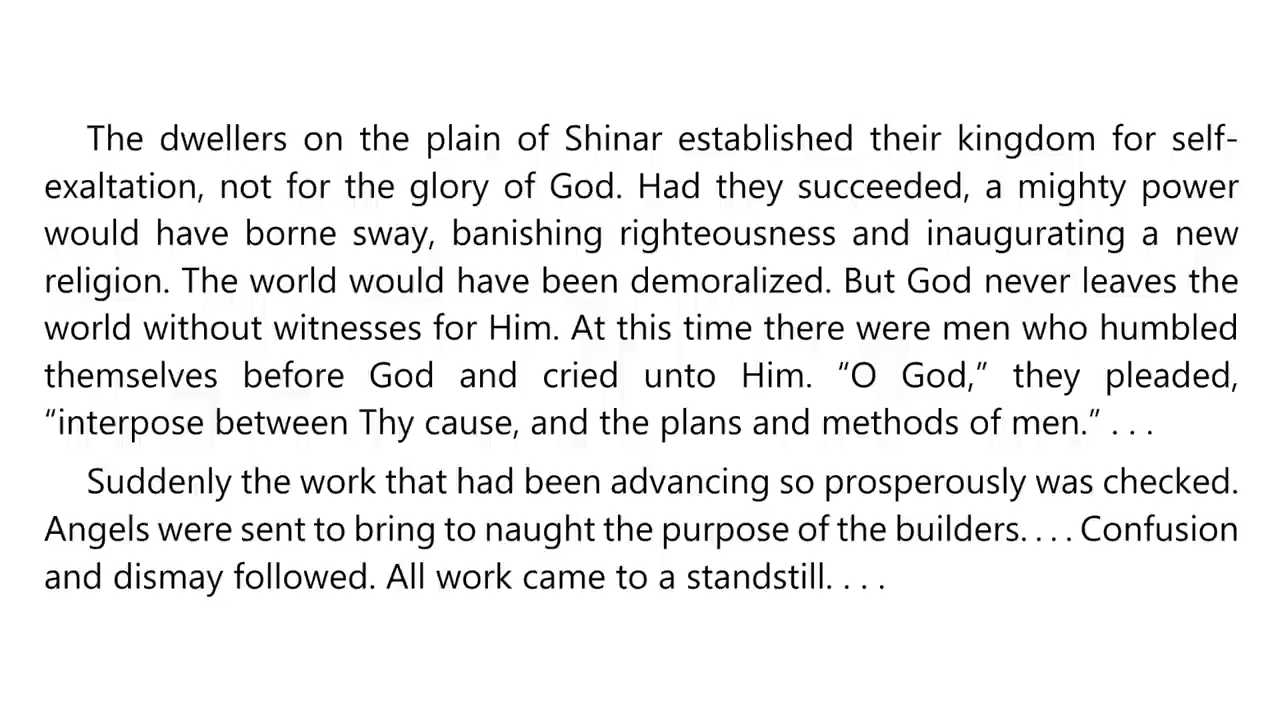 The dwellers on the plain of Shinar established their kingdom for self-
exaltation, not for the glory of God. Had they succeeded, a mighty power
would have borne sway, banishing righteousness and inaugurating a new
religion. The world would have been demoralized. But God never leaves the
world without witnesses for Him. At this time there were men who humbled
themselves before God and cried unto Him. “O God,” they pleaded,
“interpose between Thy cause, and the plans and methods of men.” . . .
Suddenly the work that had been advancing so prosperously was checked.
Angels were sent to bring to naught the purpose of the builders. . . . Confusion
and dismay followed. All work came to a standstill. . . .